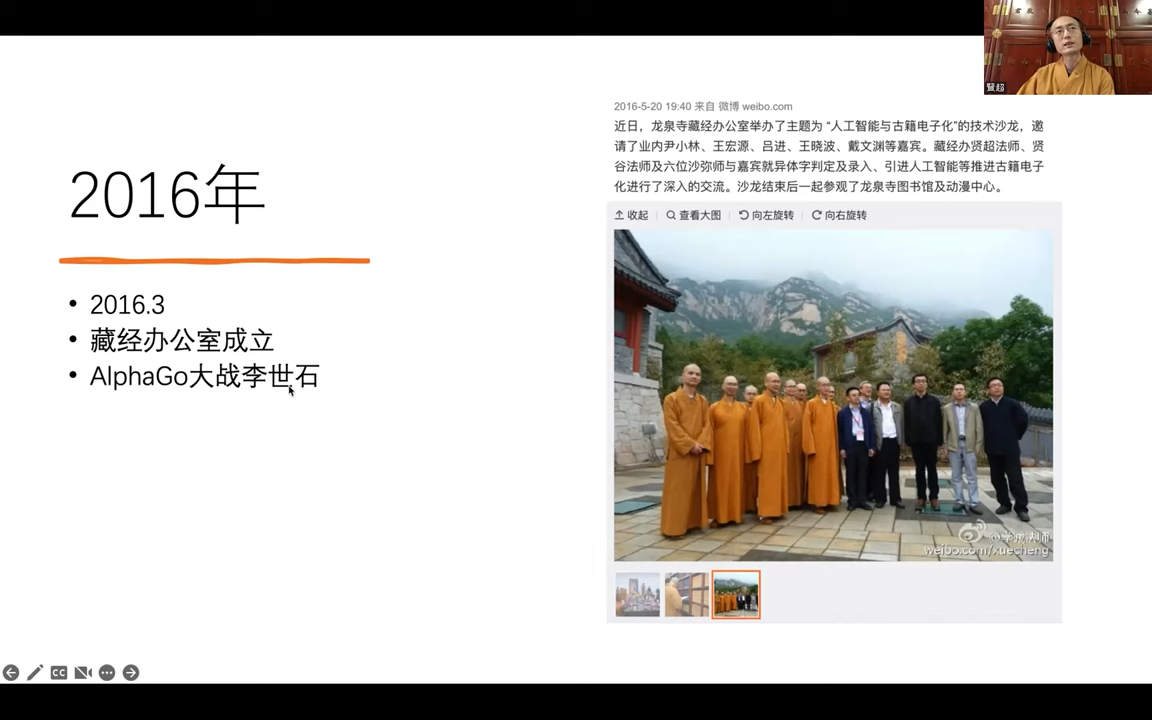 2016年
• 2016.3
• 藏经办公室成立
• AlphaGo大战李世石
2016-5-20 19:40 来自 微博 weibo.com
近日，龙泉寺藏经办公室举办了主题为 “人工智能与古籍电子化”的技术沙龙，邀
请了业内尹小林、王宏源、吕进、王晓波、戴文渊等嘉宾。藏经办贤超法师、贤
谷法师及六位沙弥师与嘉宾就异体字判定及录入、引进人工智能等推进古籍电子
化进行了深入的交流。沙龙结束后一起参观了龙泉寺图书馆及动漫中心。
收起 查看大图 向左旋转 向右旋转
@学诚法师
weibo.com/xuecheng
賢超
CC